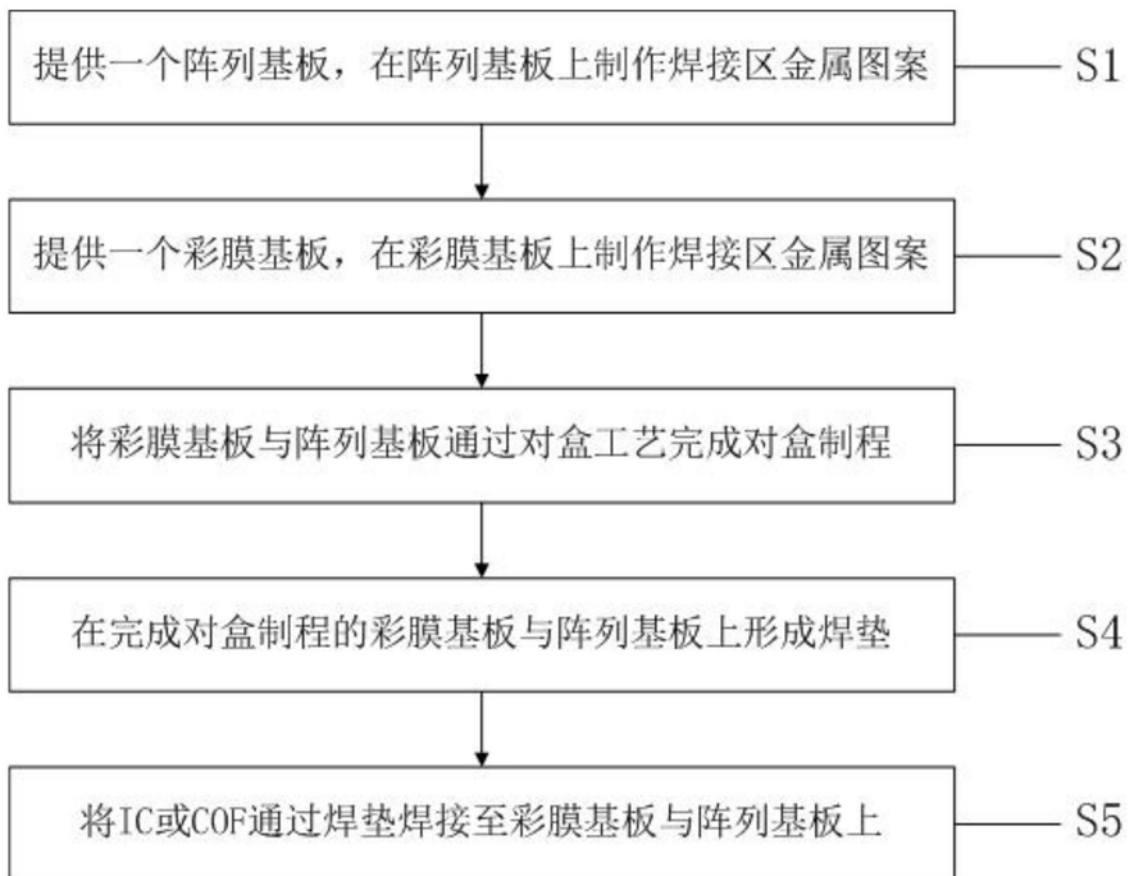 提供一个阵列基板，在阵列基板上制作焊接区金属图案
S1
提供一个彩膜基板，在彩膜基板上制作焊接区金属图案
S2
将彩膜基板与阵列基板通过对盒工艺完成对盒制程
S3
在完成对盒制程的彩膜基板与阵列基板上形成焊垫
S4
将IC或COF通过焊垫焊接至彩膜基板与阵列基板上
S5